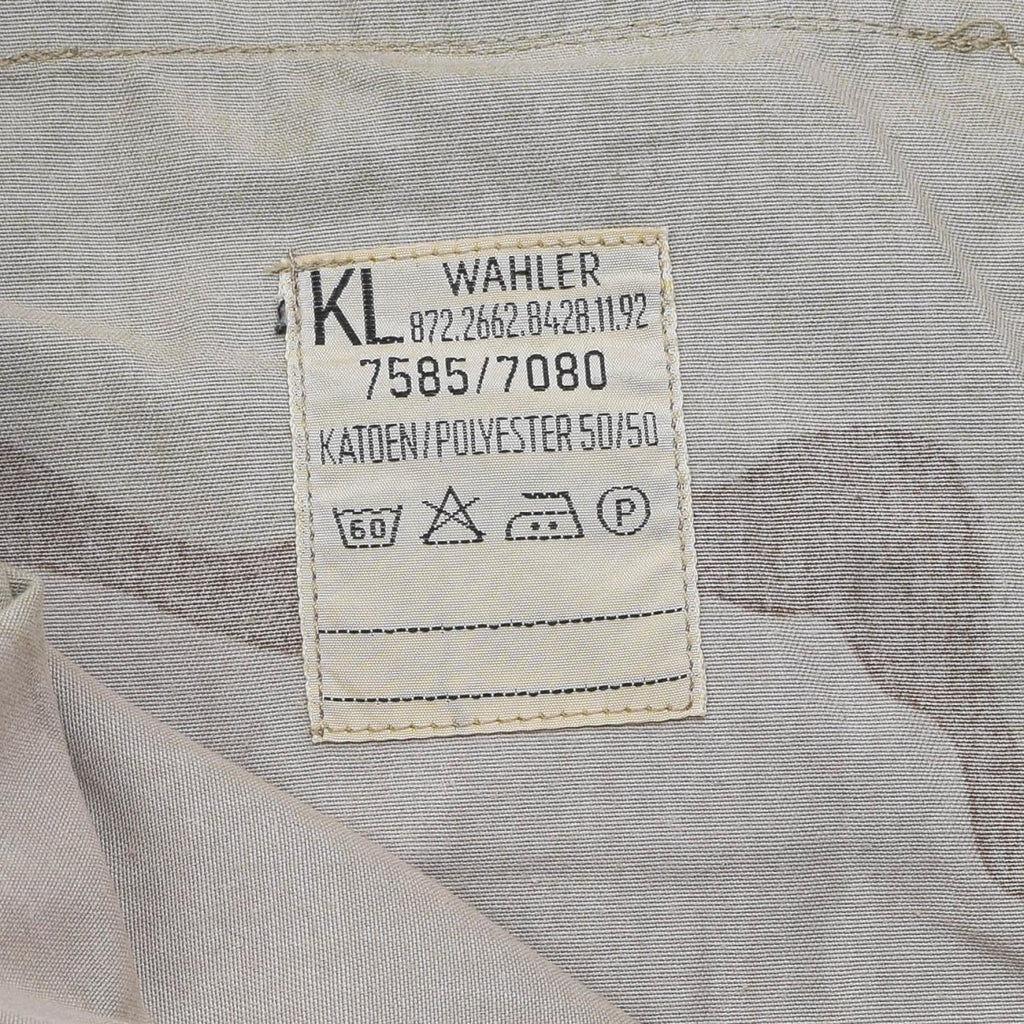 KL WAHLER
872.2662.8428.11.92
7585/7080
KATOEN/POLYESTER 50/50
60 P